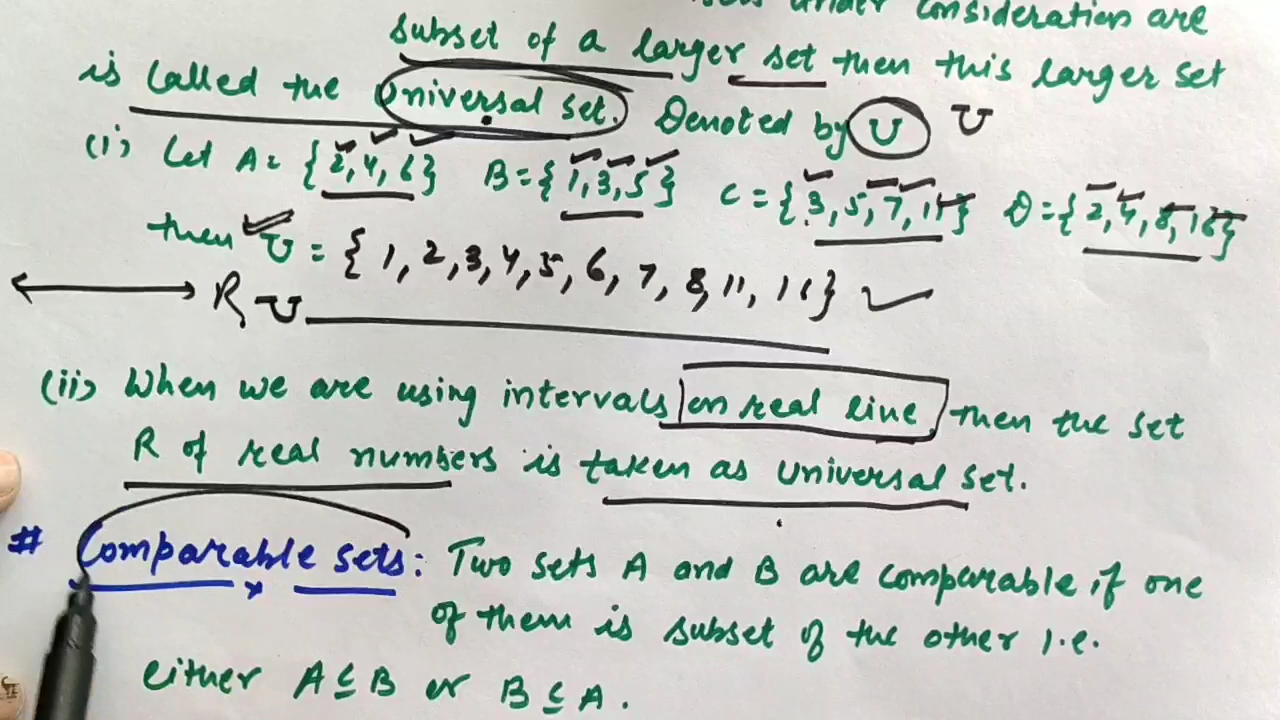 under consideration are
subset of a larger set then this larger set
is called the Universal set. Denoted by U U
(i) Let A = {2,4,6} B = {1,3,5} C = {3,5,7,11} D = {2,4,8,16}
then U = {1,2,3,4,5,6,7,8,11,16}
R U
(ii) When we are using intervals on real line, then the set
R of real numbers is taken as universal set.
# Comparable sets: Two sets A and B are comparable if one
of them is subset of the other i.e.
either A ⊆ B or B ⊆ A.